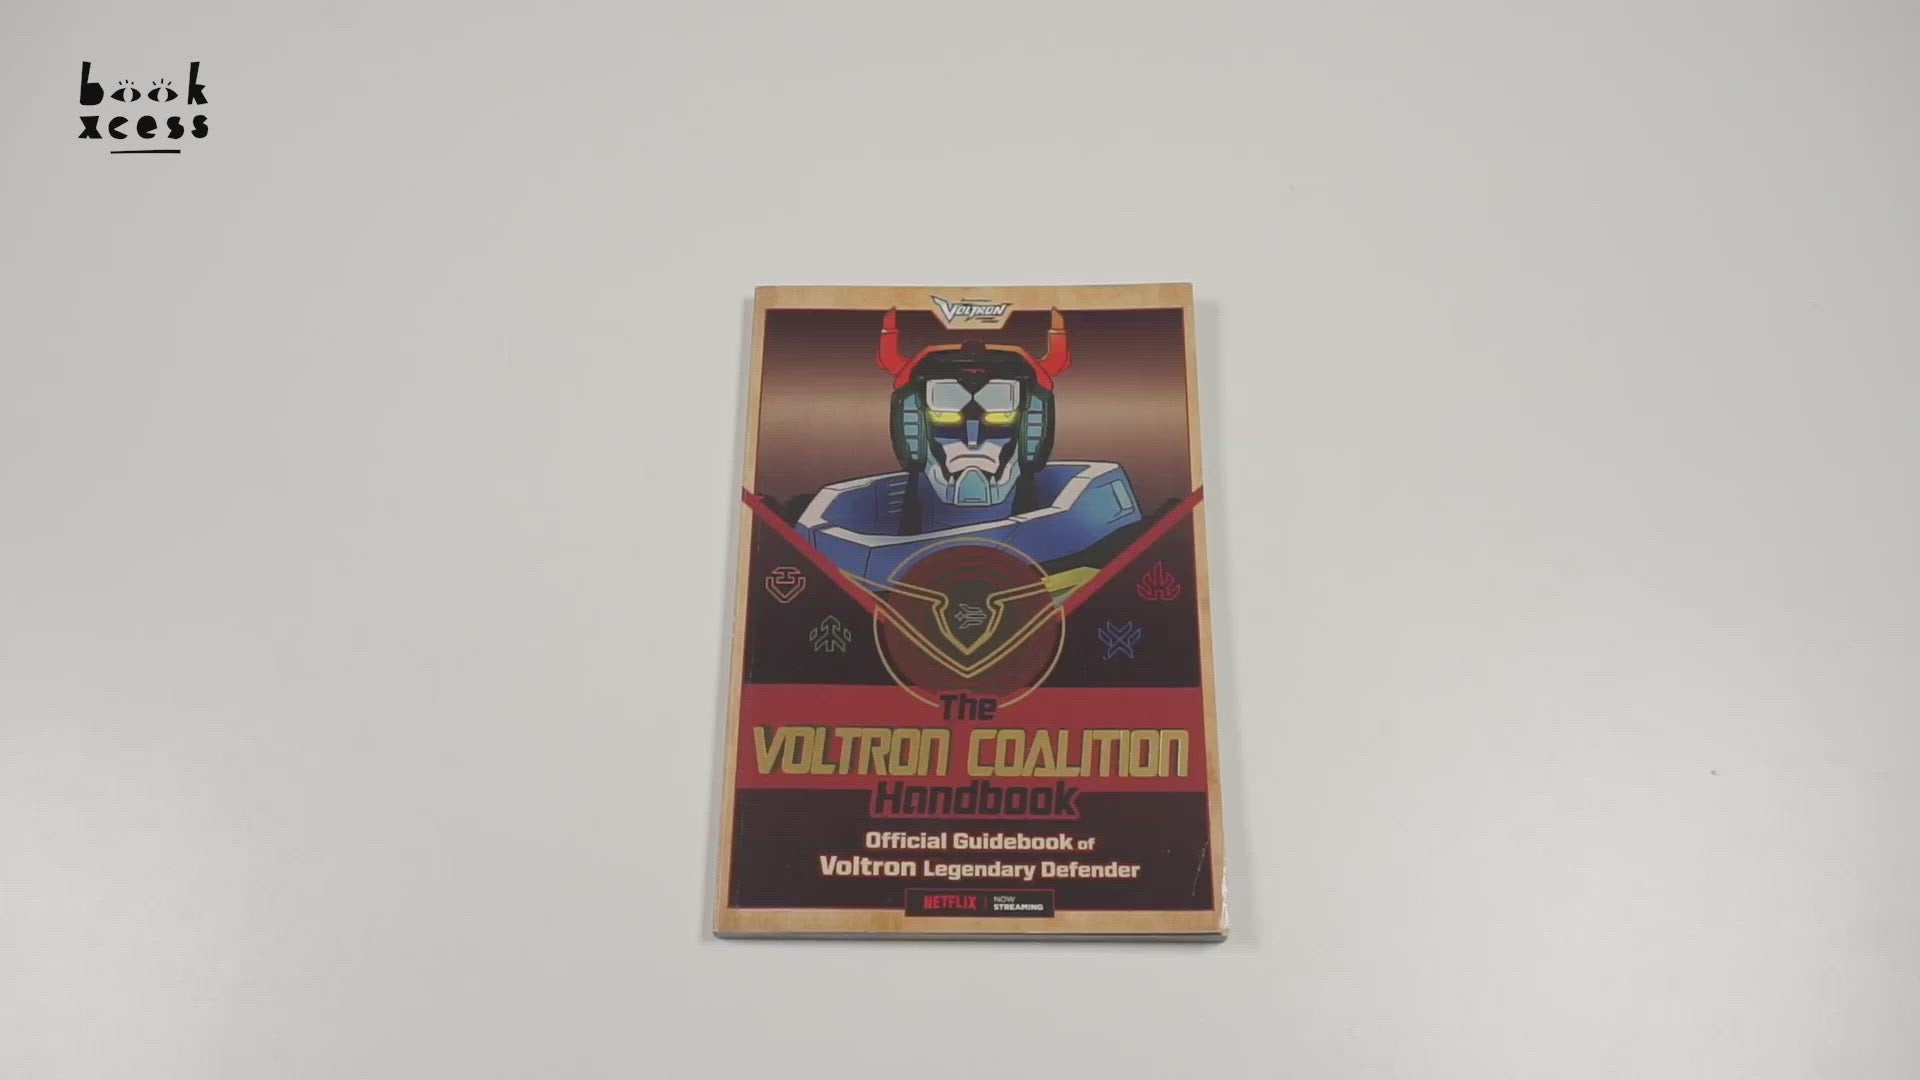 book
xcess
VOLTRON
The
VOLTRON COALITION
Handbook
Official Guidebook of
Voltron Legendary Defender
NETFLIX | NOW STREAMING